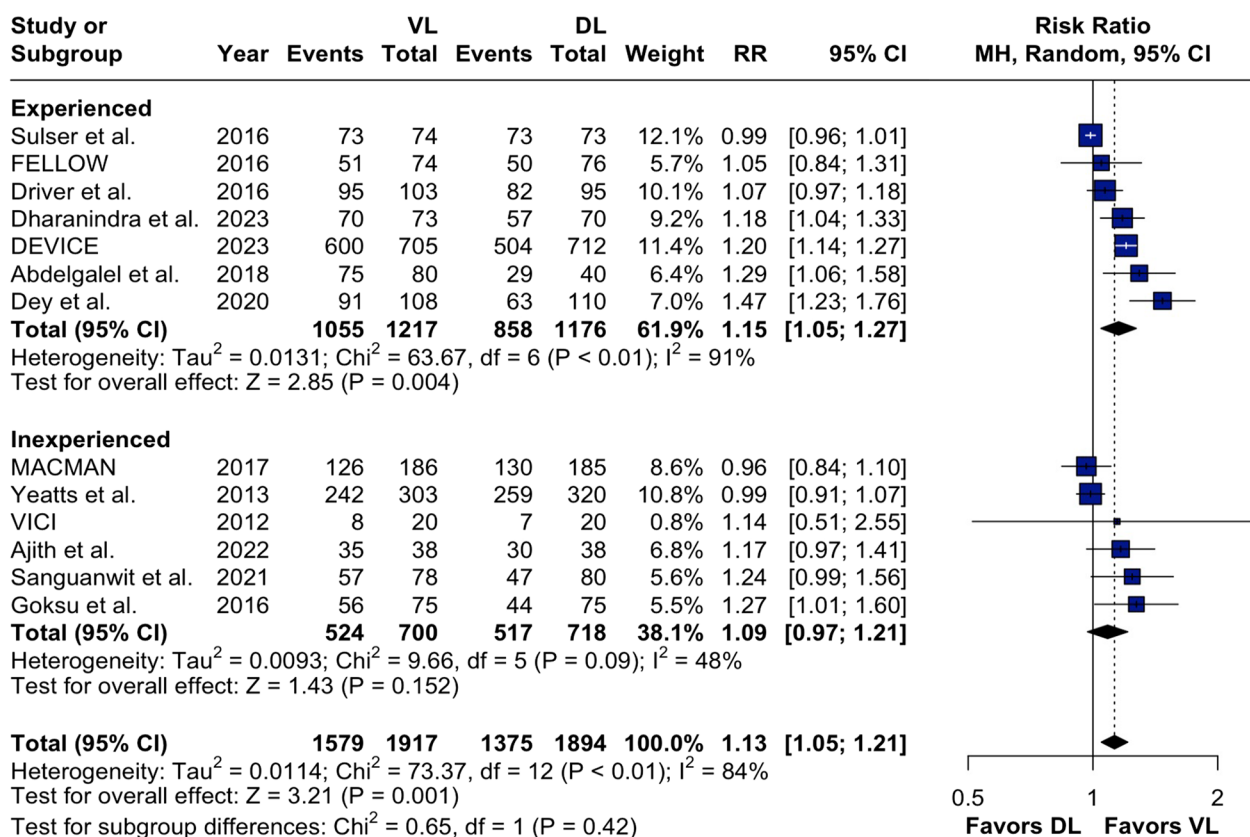 Study or VL DL Risk Ratio
Subgroup Year Events Total Events Total Weight RR 95% CI MH, Random, 95% CI
Experienced
Sulser et al. 2016 73 74 73 73 12.1% 0.99 [0.96; 1.01]
FELLOW 2016 51 74 50 76 5.7% 1.05 [0.84; 1.31]
Driver et al. 2016 95 103 82 95 10.1% 1.07 [0.97; 1.18]
Dharanindra et al. 2023 70 73 57 70 9.2% 1.18 [1.04; 1.33]
DEVICE 2023 600 705 504 712 11.4% 1.20 [1.14; 1.27]
Abdelgalel et al. 2018 75 80 29 40 6.4% 1.29 [1.06; 1.58]
Dey et al. 2020 91 108 63 110 7.0% 1.47 [1.23; 1.76]
Total (95% CI) 1055 1217 858 1176 61.9% 1.15 [1.05; 1.27]
Heterogeneity: Tau² = 0.0131; Chi² = 63.67, df = 6 (P < 0.01); I² = 91%
Test for overall effect: Z = 2.85 (P = 0.004)
Inexperienced
MACMAN 2017 126 186 130 185 8.6% 0.96 [0.84; 1.10]
Yeatts et al. 2013 242 303 259 320 10.8% 0.99 [0.91; 1.07]
VICI 2012 8 20 7 20 0.8% 1.14 [0.51; 2.55]
Ajith et al. 2022 35 38 30 38 6.8% 1.17 [0.97; 1.41]
Sanguanwit et al. 2021 57 78 47 80 5.6% 1.24 [0.99; 1.56]
Goksu et al. 2016 56 75 44 75 5.5% 1.27 [1.01; 1.60]
Total (95% CI) 524 700 517 718 38.1% 1.09 [0.97; 1.21]
Heterogeneity: Tau² = 0.0093; Chi² = 9.66, df = 5 (P = 0.09); I² = 48%
Test for overall effect: Z = 1.43 (P = 0.152)
Total (95% CI) 1579 1917 1375 1894 100.0% 1.13 [1.05; 1.21]
Heterogeneity: Tau² = 0.0114; Chi² = 73.37, df = 12 (P < 0.01); I² = 84%
Test for overall effect: Z = 3.21 (P = 0.001)
0.5 1 2
Test for subgroup differences: Chi² = 0.65, df = 1 (P = 0.42)
Favors DL Favors VL